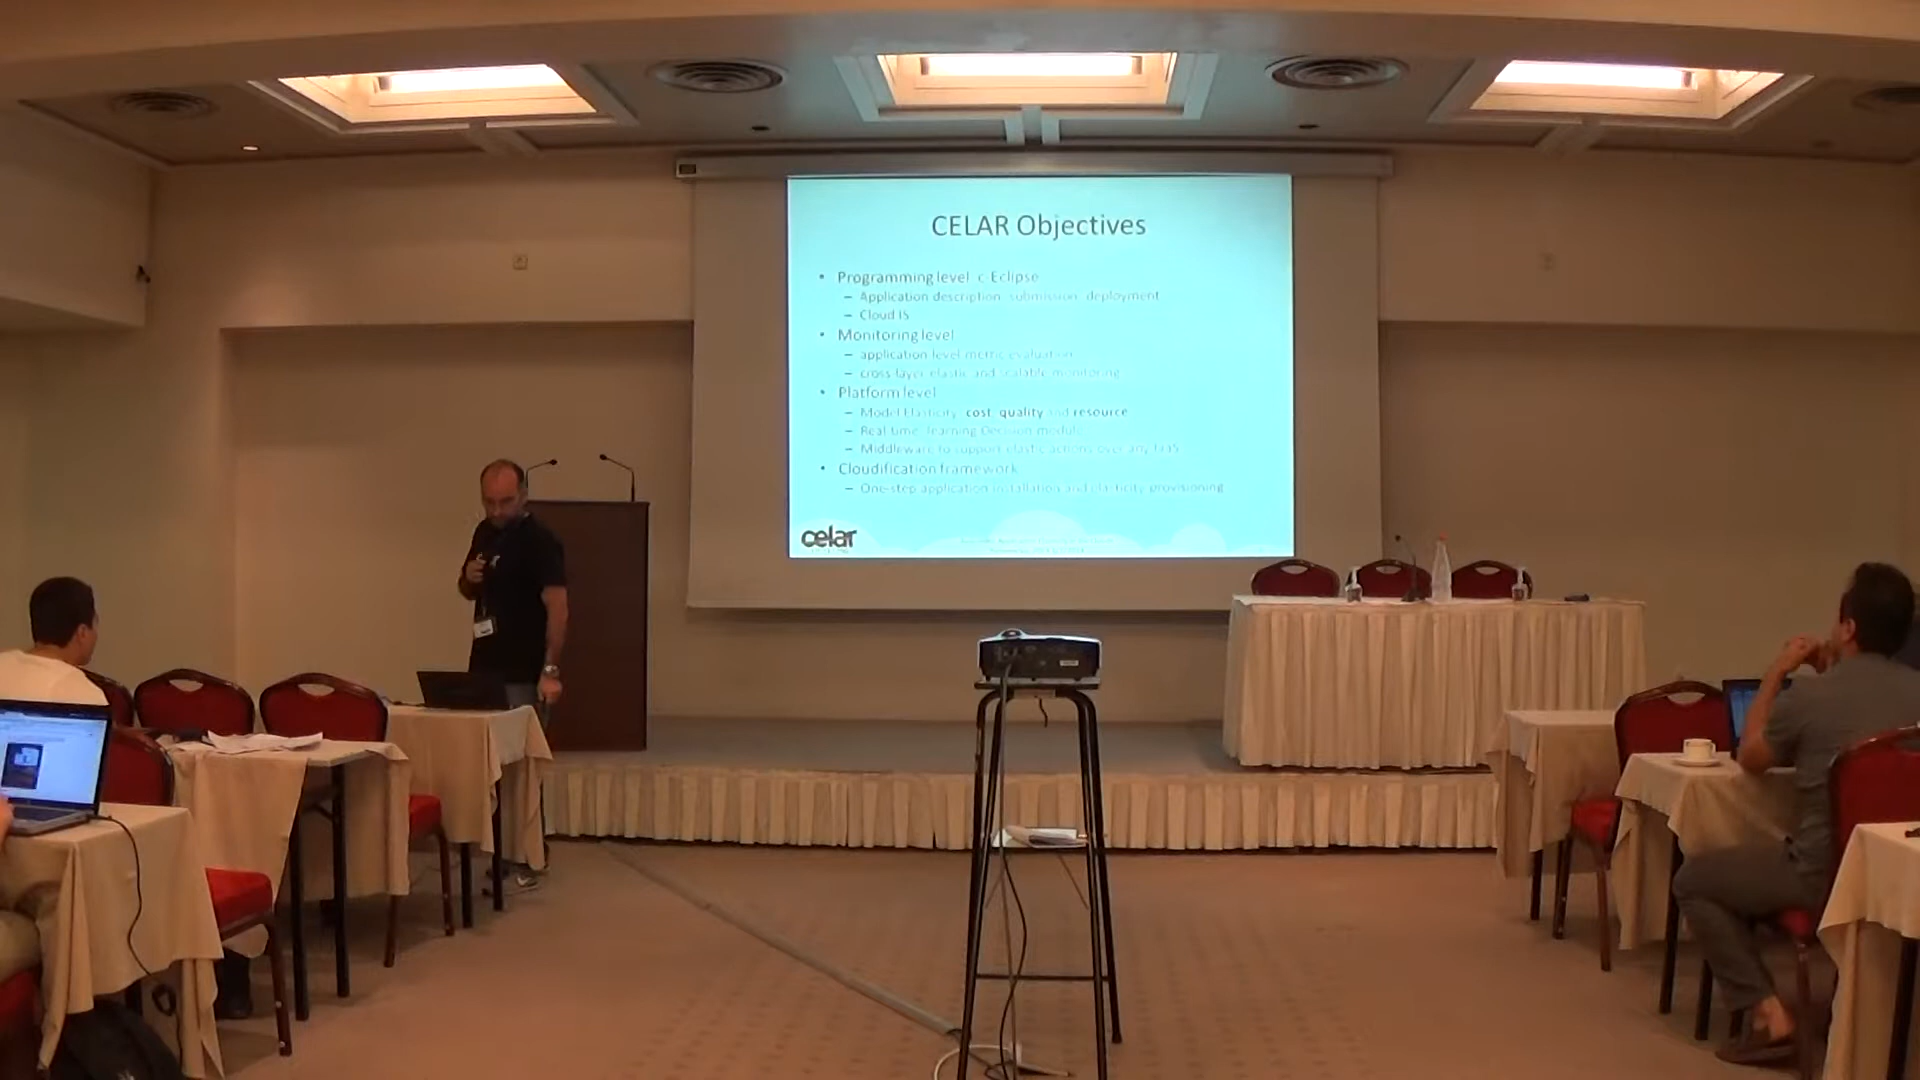 CELAR Objectives
• Programming level c-Eclipse
– Application description, submission, deployment
– Cloud IS
• Monitoring level
– application level metric evaluation
– cross-layer elastic and scalable monitoring
• Platform level
– Model Elasticity: cost, quality and resource
– Real-time, learning Decision module
– Middleware to support elastic actions over any IaaS
• Cloudification framework
– One-step application installation and elasticity provisioning
celar